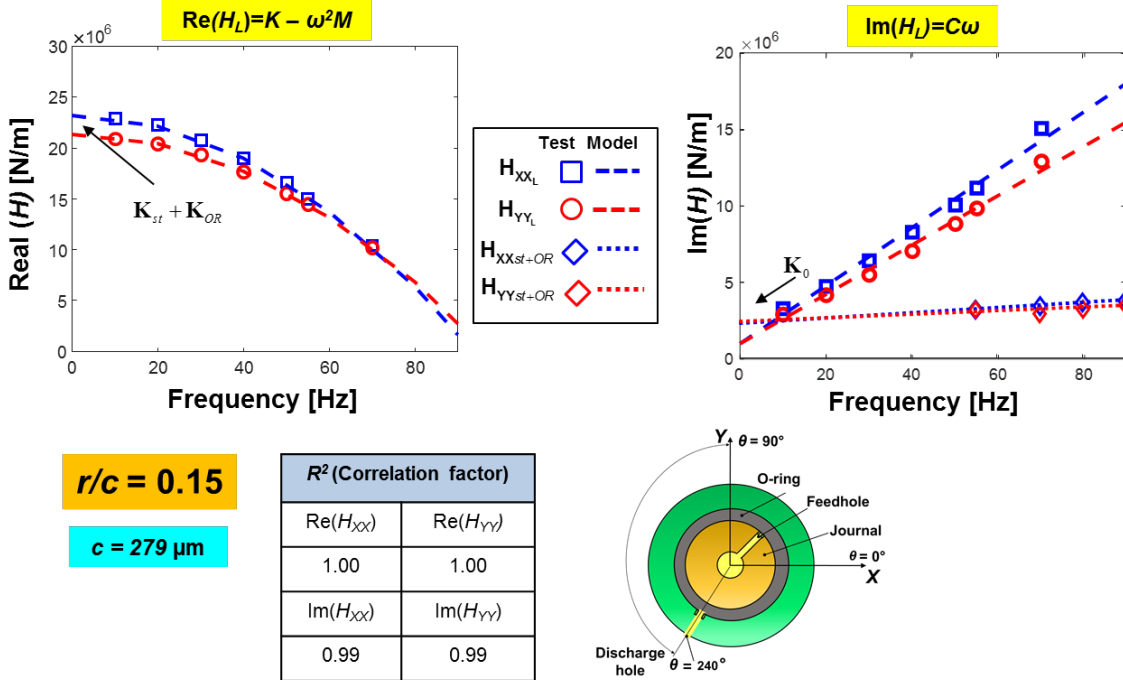 Re(H_L)=K – ω²M
Im(H_L)=Cω
×10⁶
30
25
20
15
10
5
0
0 20 40 60 80
Real (H) [N/m]
Frequency [Hz]
K_st + K_OR
Test Model
H_XX_L
H_YY_L
H_XXst+OR
H_YYst+OR
×10⁶
20
15
10
5
0
0 20 40 60 80
Im(H) [N/m]
Frequency [Hz]
K_0
r/c = 0.15
c = 279 µm
R² (Correlation factor)
Re(H_XX) Re(H_YY)
1.00 1.00
Im(H_XX) Im(H_YY)
0.99 0.99
Y
θ = 90°
O-ring
Feedhole
Journal
θ = 0°
X
Discharge
hole
θ = 240°